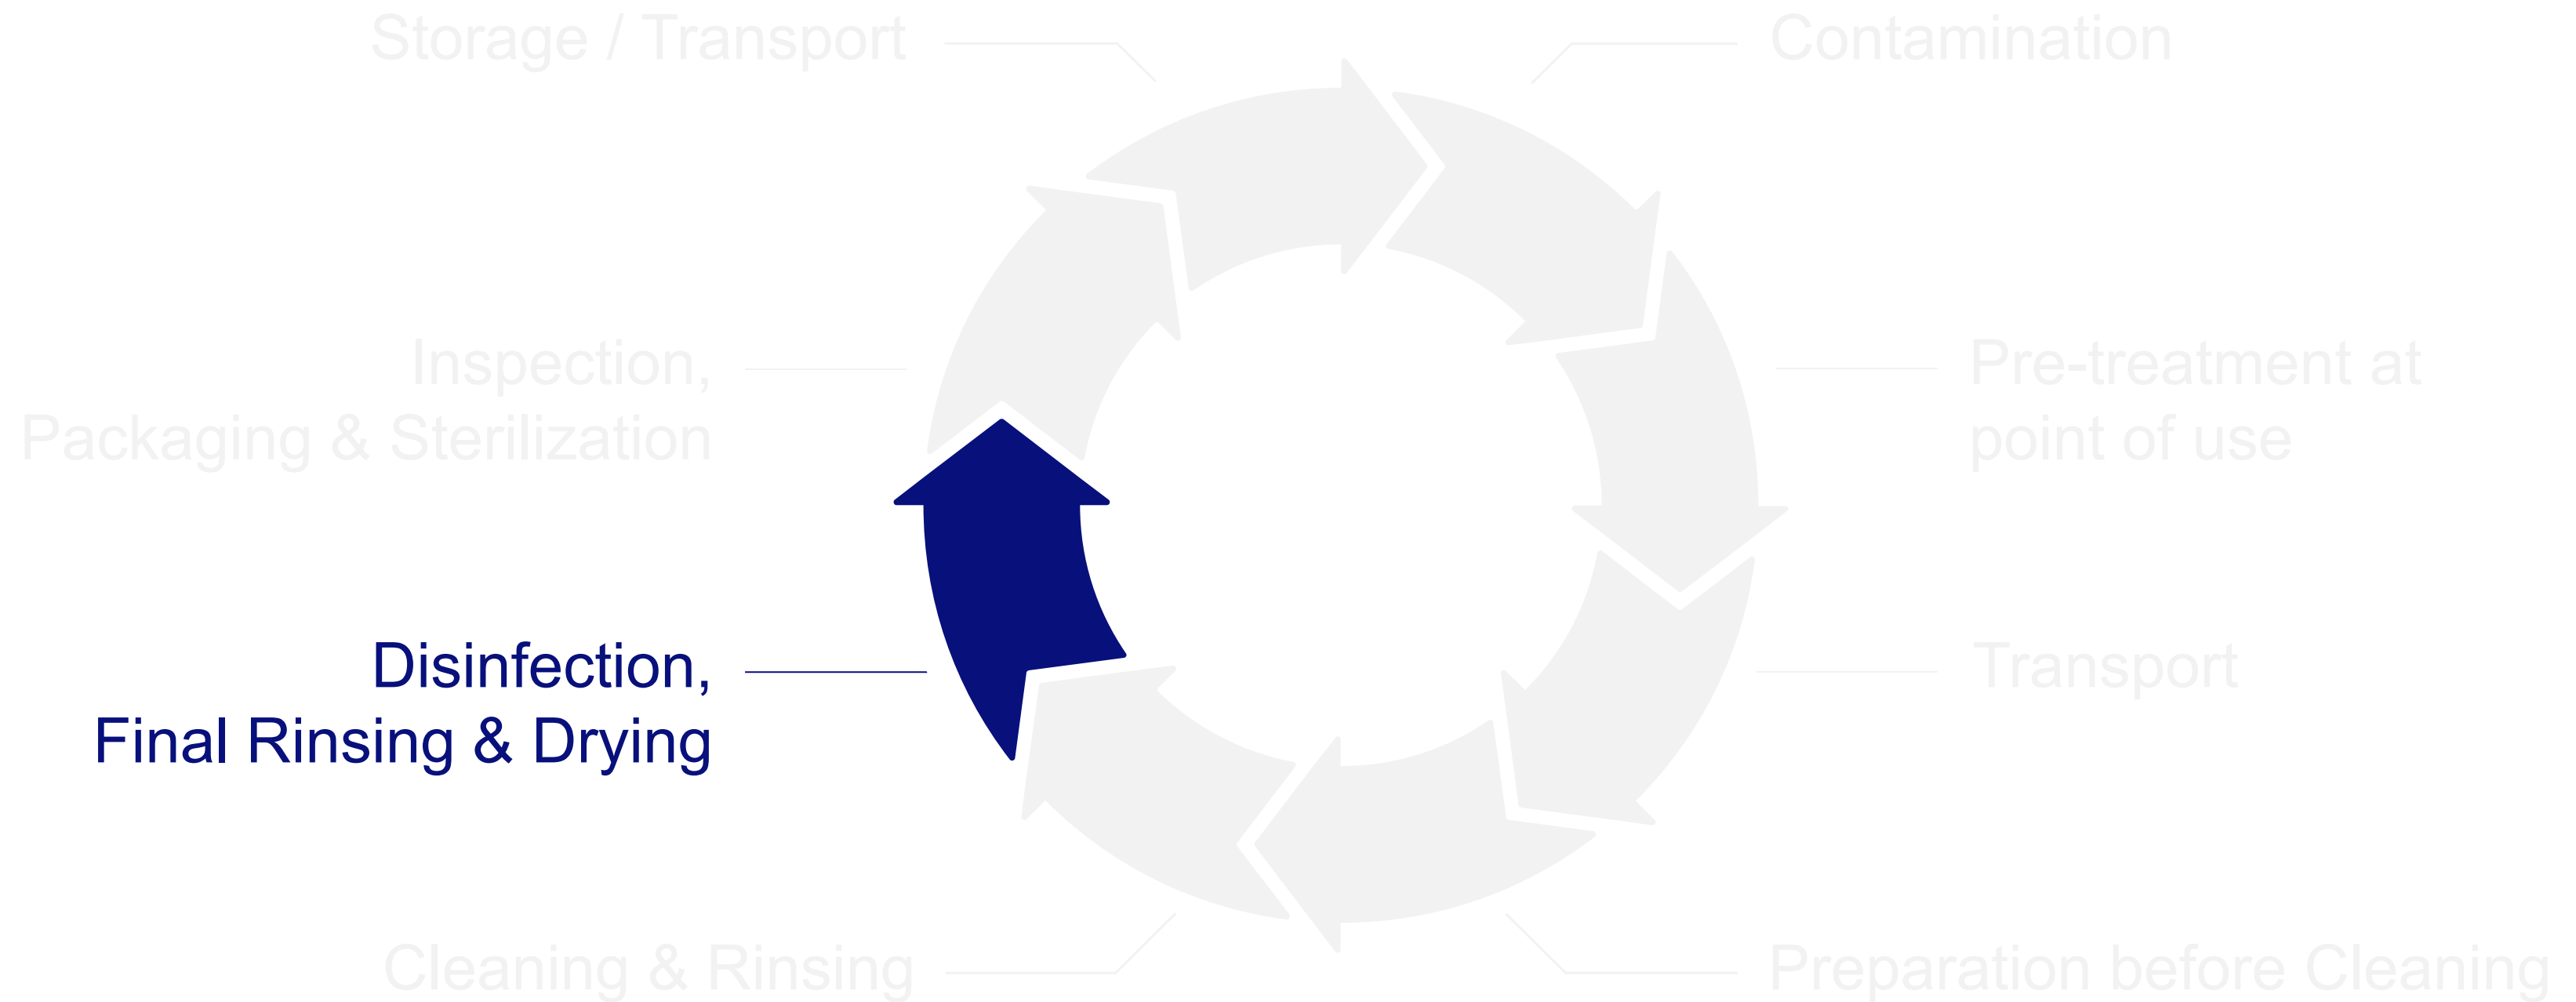 Storage / Transport
Contamination
Inspection,
Packaging & Sterilization
Pre-treatment at
point of use
Disinfection,
Final Rinsing & Drying
Transport
Cleaning & Rinsing
Preparation before Cleaning